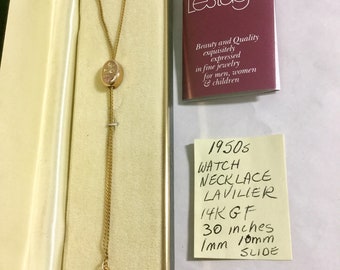 Lestage
Beauty and Quality
exquisitely
expressed
in fine jewelry
for men, women
& children
1950s
WATCH
NECKLACE
LAVILIER
14K GF
30 inches
1mm 10mm
SLIDE